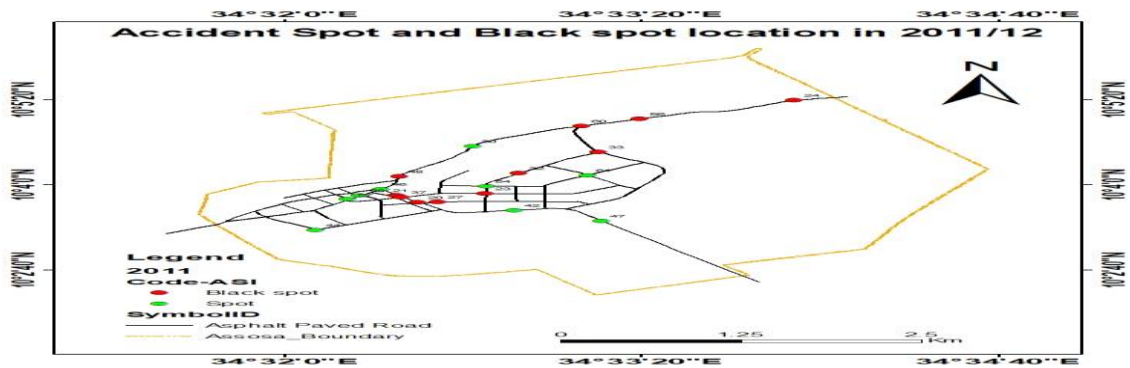 34°32'0"E 34°33'20"E 34°34'40"E
Accident Spot and Black spot location in 2011/12
N
10°5'20"N 10°5'20"N
24
33
10°4'0"N 10°4'0"N
37
27
42
47
10°2'40"N 10°2'40"N
Legend
2011
Code-ASI
Black spot
Spot
SymbolID
Asphalt Paved Road
Assosa_Boundary
0 1.25 2.5
Km
34°32'0"E 34°33'20"E 34°34'40"E